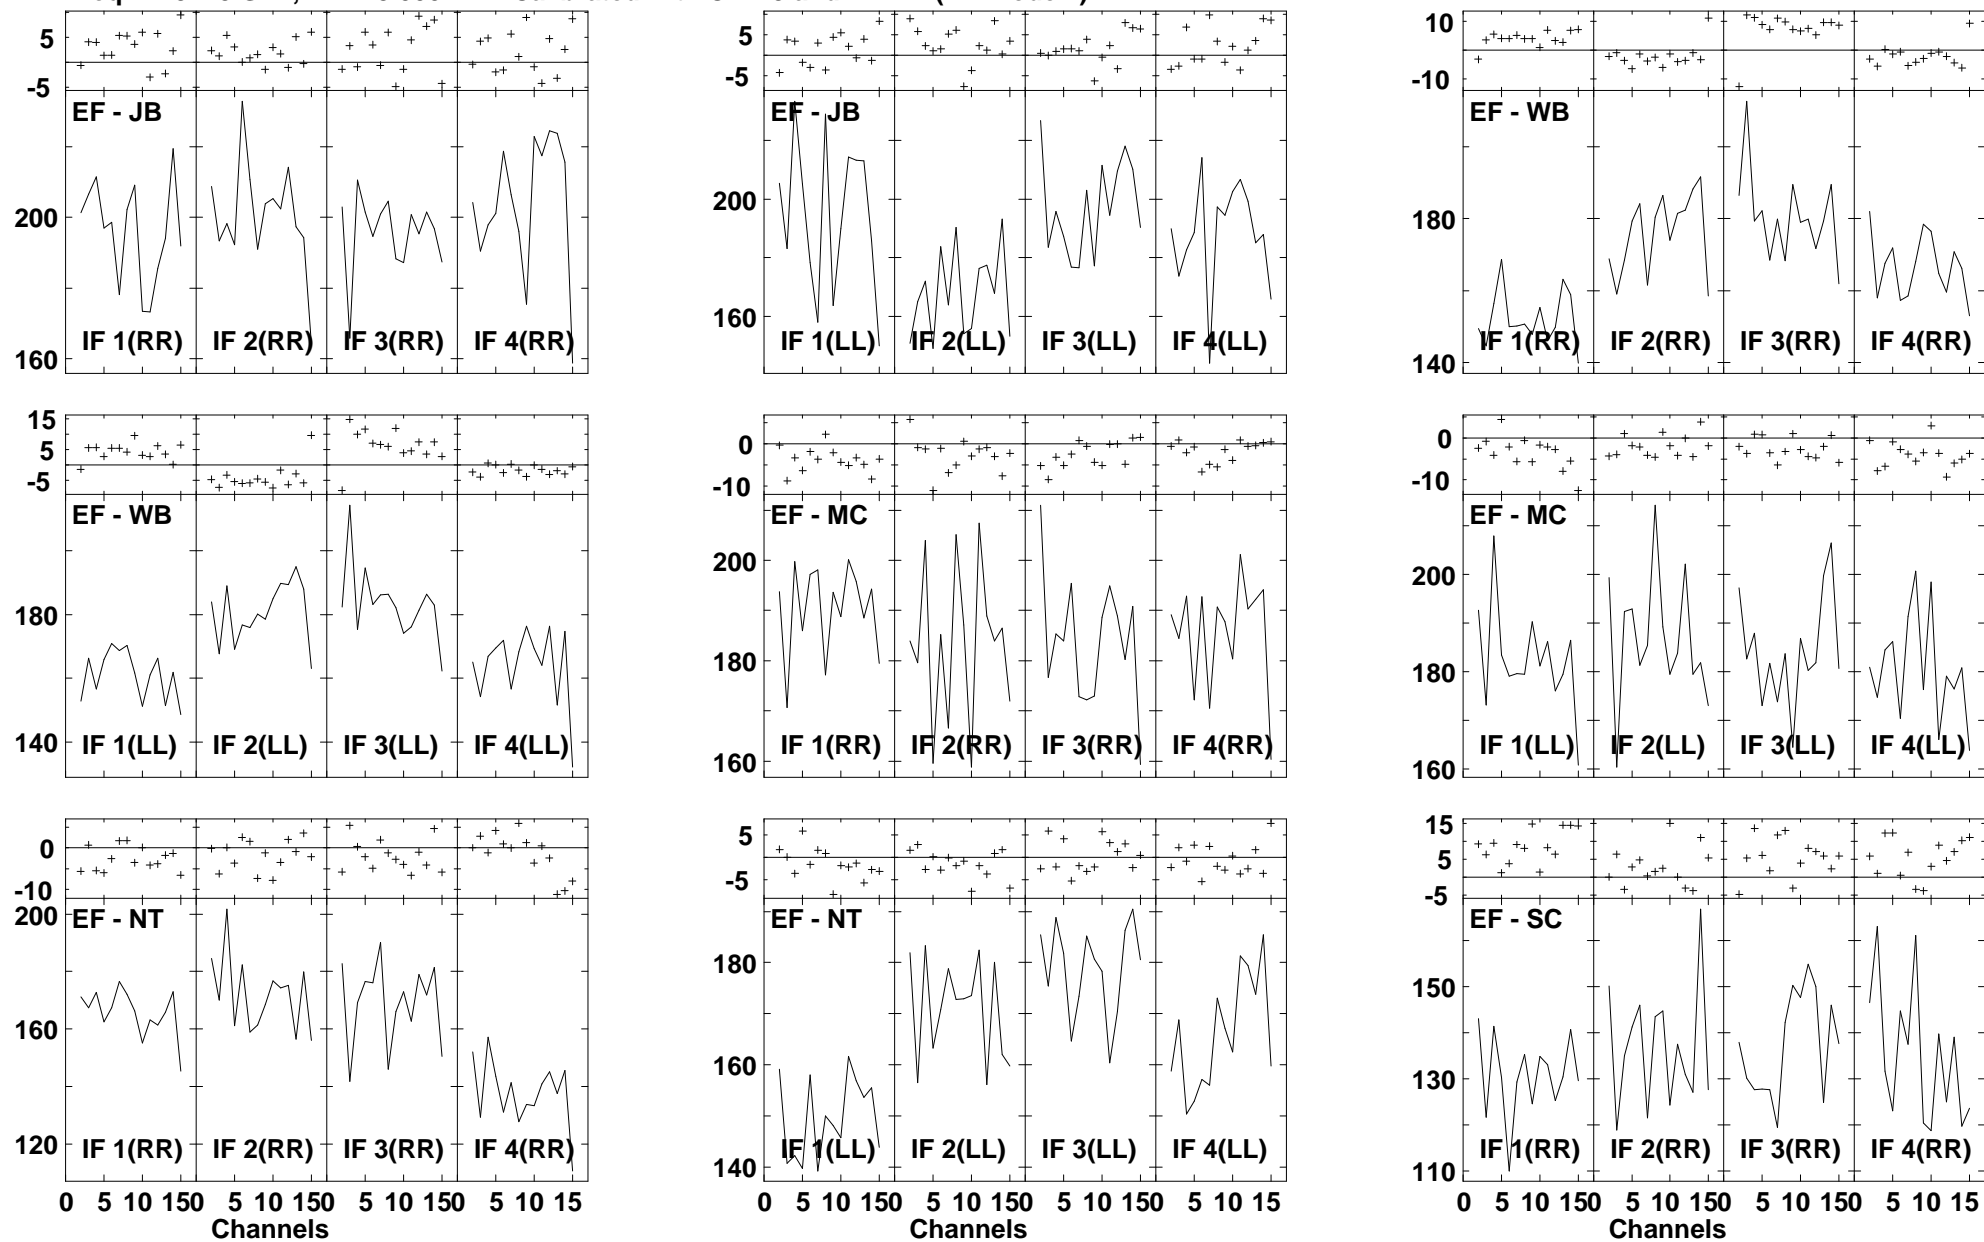 5 5 10
-5 -5 -10
EF - JB EF - JB EF - WB
200 200 180
160
IF 1(RR) IF 2(RR) IF 3(RR) IF 4(RR) IF 1(LL) IF 2(LL) IF 3(LL) IF 4(LL) IF 1(RR) IF 2(RR) IF 3(RR) IF 4(RR)
160 140
15
5 0 0
-5 -10 -10
EF - WB EF - MC EF - MC
200 200
180 180 180
140 IF 1(LL) IF 2(LL) IF 3(LL) IF 4(LL) IF 1(RR) IF 2(RR) IF 3(RR) IF 4(RR) IF 1(LL) IF 2(LL) IF 3(LL) IF 4(LL)
160 160
15
0 5 5
-10 -5 -5
200 EF - NT EF - NT EF - SC
180 150
160 160 130
120 IF 1(RR) IF 2(RR) IF 3(RR) IF 4(RR) IF 1(LL) IF 2(LL) IF 3(LL) IF 4(LL) IF 1(RR) IF 2(RR) IF 3(RR) IF 4(RR)
140 110
0 5 10 150 5 10 150 5 10 150 5 10 15 0 5 10 150 5 10 150 5 10 150 5 10 15 0 5 10 150 5 10 150 5 10 150 5 10 15
Channels Channels Channels